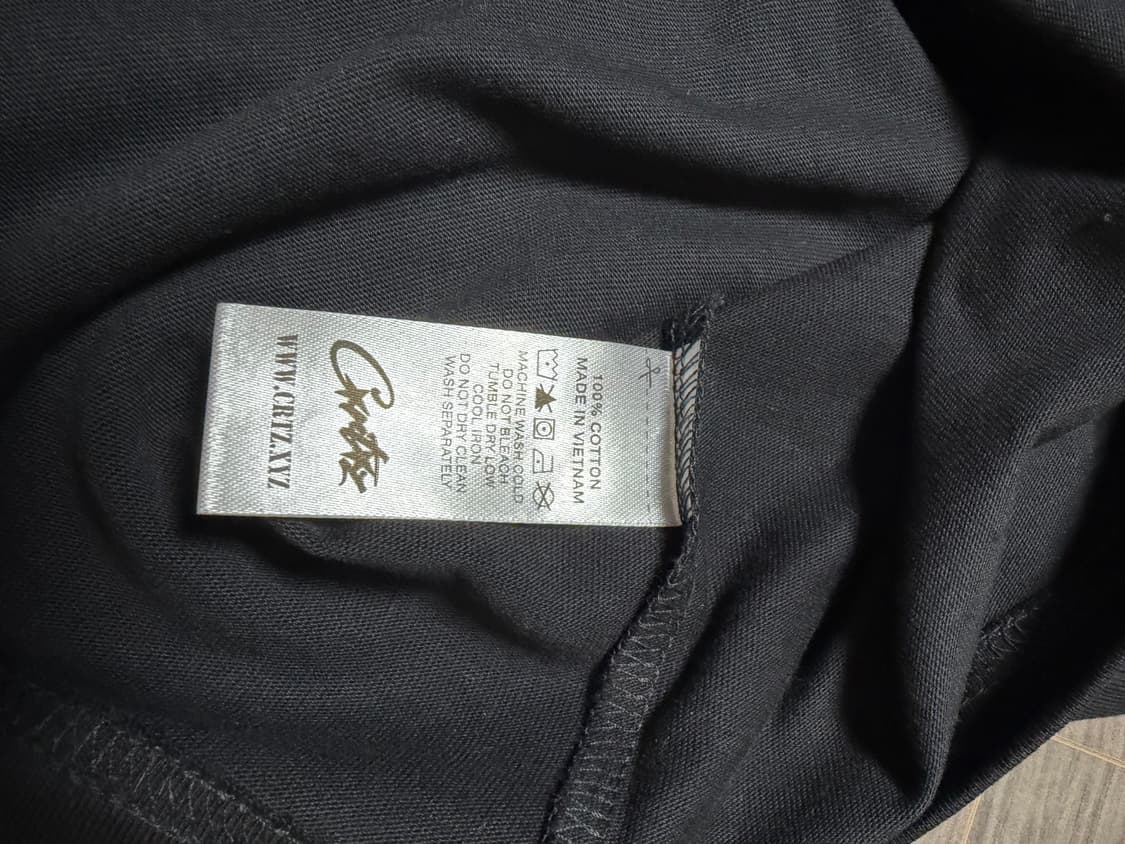 100% COTTON
MADE IN VIETNAM
MACHINE WASH COLD
DO NOT BLEACH
TUMBLE DRY LOW
COOL IRON
DO NOT DRY CLEAN
WASH SEPARATELY
Corteiz
WWW.CRTZ.XYZ